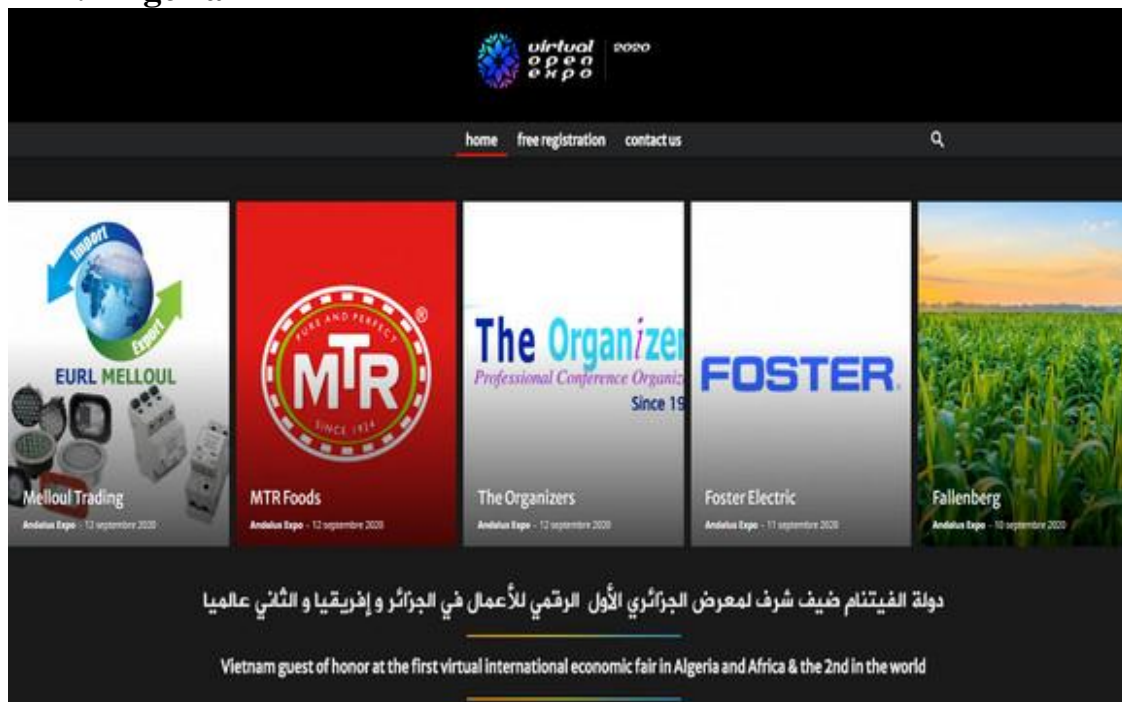 virtual
open
expo
2020
home free registration contact us
Import
Export
EURL MELLOUL
Melloul Trading
Andalus Expo - 12 septembre 2020
PURE AND PERFECT
MTR
®
SINCE 1924
MTR Foods
Andalus Expo - 12 septembre 2020
The Organizer
Professional Conference Organiz
Since 19
The Organizers
Andalus Expo - 12 septembre 2020
FOSTER
Foster Electric
Andalus Expo - 11 septembre 2020
Fallenberg
Andalus Expo - 10 septembre 2020
دولة الفيتنام ضيف شرف لمعرض الجزائري الأول الرقمي للأعمال في الجزائر و إفريقيا و الثاني عالميا
Vietnam guest of honor at the first virtual international economic fair in Algeria and Africa & the 2nd in the world